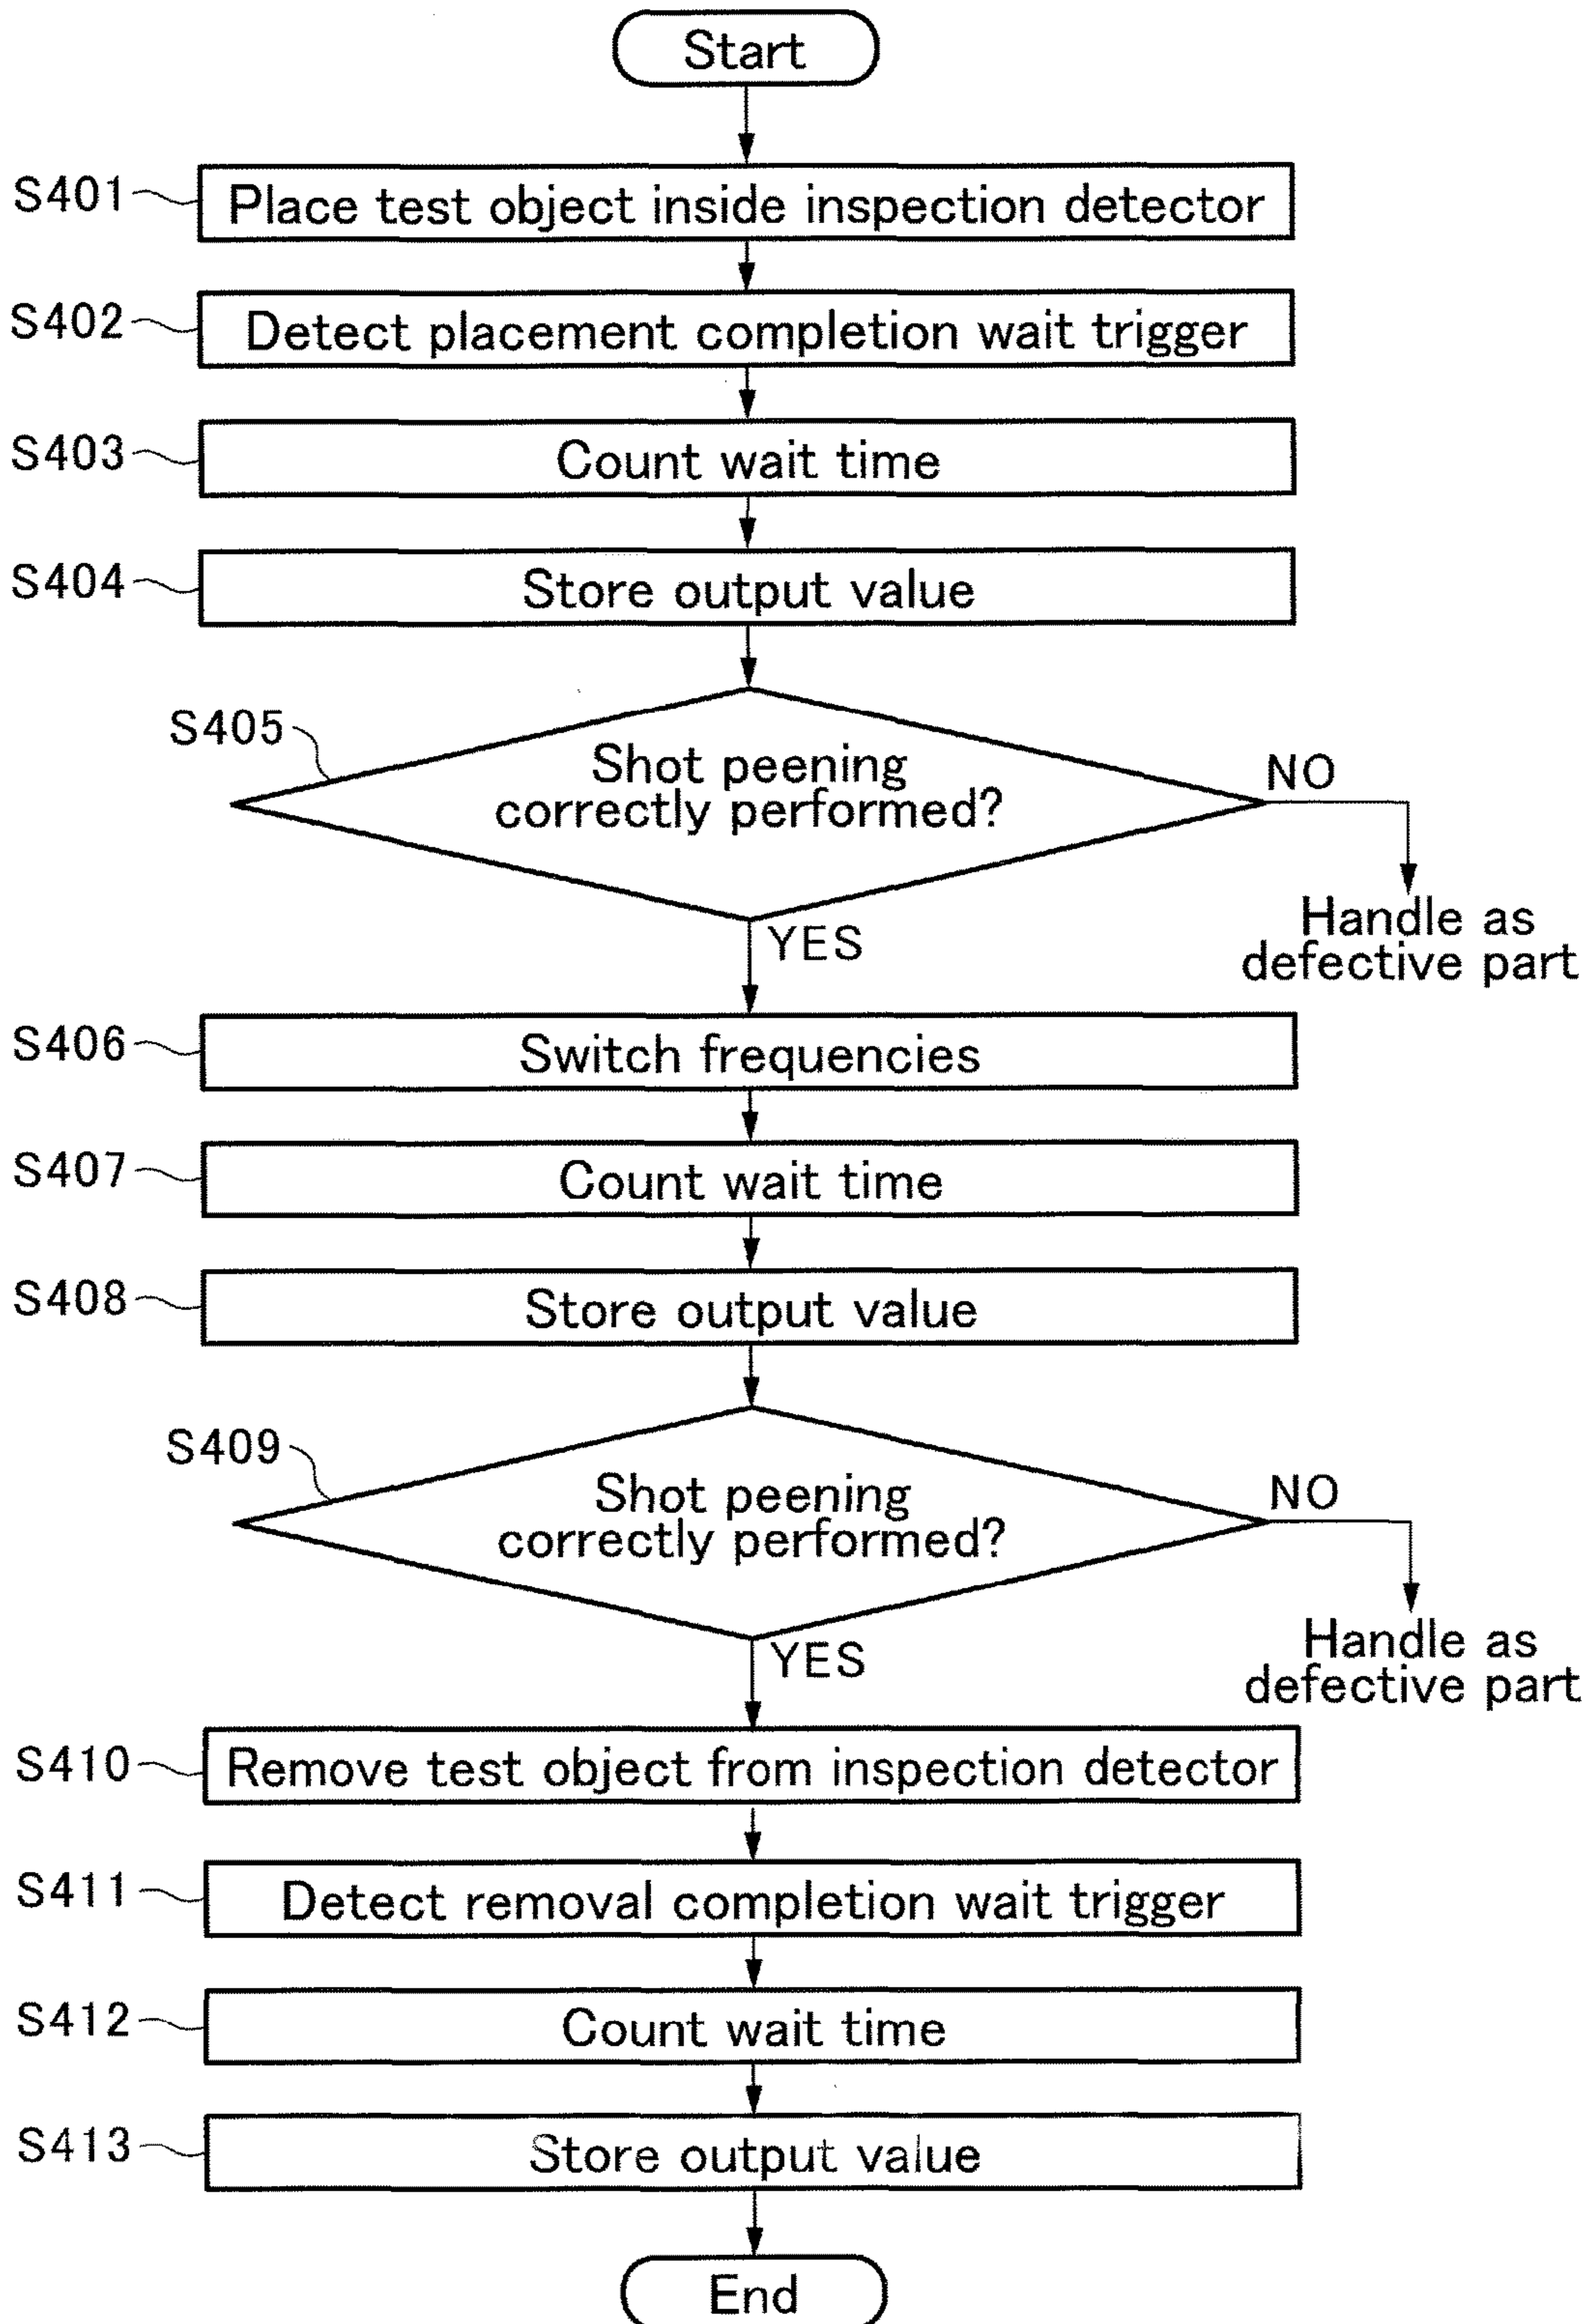 Start
S401
Place test object inside inspection detector
S402
Detect placement completion wait trigger
S403
Count wait time
S404
Store output value
S405
Shot peening
correctly performed?
NO
Handle as
defective part
YES
S406
Switch frequencies
S407
Count wait time
S408
Store output value
S409
Shot peening
correctly performed?
NO
Handle as
defective part
YES
S410
Remove test object from inspection detector
S411
Detect removal completion wait trigger
S412
Count wait time
S413
Store output value
End